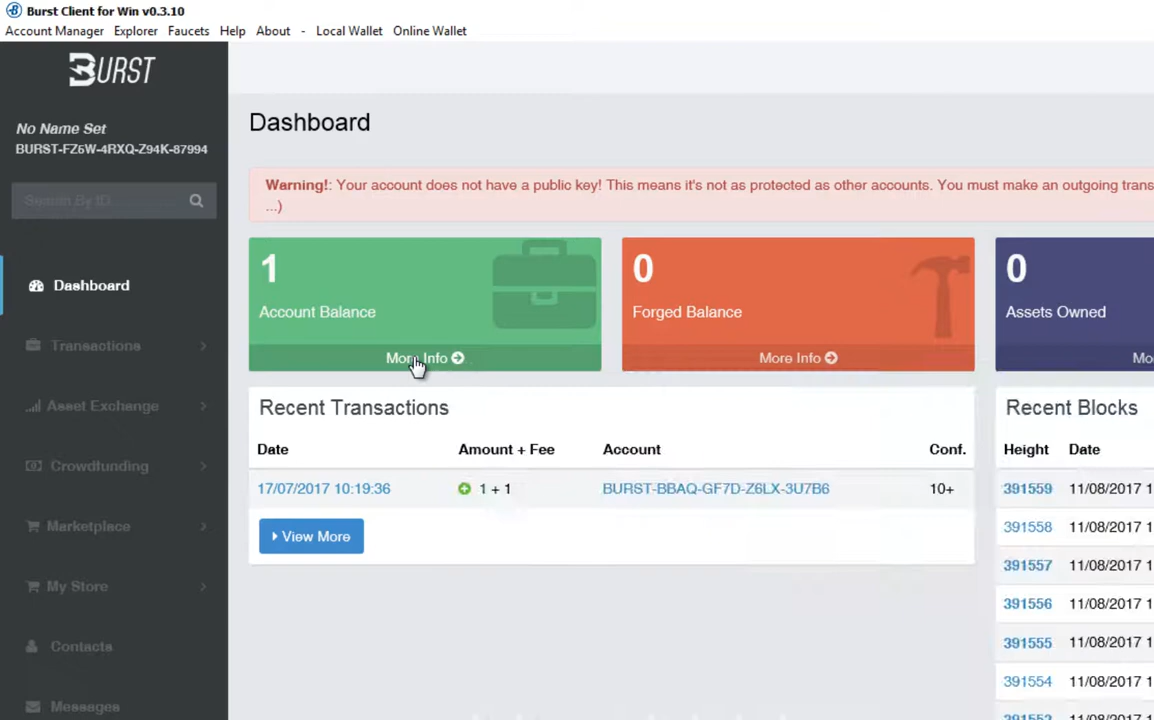 Burst Client for Win v0.3.10
Account Manager Explorer Faucets Help About - Local Wallet Online Wallet
BURST
No Name Set
BURST-FZ6W-4RXQ-Z94K-87994
Search By ID
Dashboard
Transactions
Asset Exchange
Crowdfunding
Marketplace
My Store
Contacts
Messages
Dashboard
Warning!: Your account does not have a public key! This means it's not as protected as other accounts. You must make an outgoing trans
...)
1
Account Balance
More Info
0
Forged Balance
More Info
0
Assets Owned
Mo
Recent Transactions
Date Amount + Fee Account Conf.
17/07/2017 10:19:36 1 + 1 BURST-BBAQ-GF7D-Z6LX-3U7B6 10+
View More
Recent Blocks
Height Date
391559 11/08/2017 1
391558 11/08/2017 1
391557 11/08/2017 1
391556 11/08/2017 1
391555 11/08/2017 1
391554 11/08/2017 1